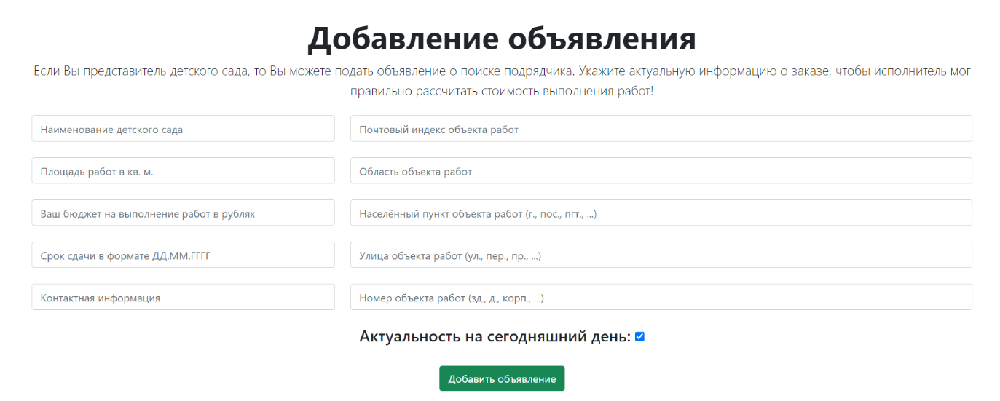 Добавление объявления
Если Вы представитель детского сада, то Вы можете подать объявление о поиске подрядчика. Укажите актуальную информацию о заказе, чтобы исполнитель мог
правильно рассчитать стоимость выполнения работ!
Наименование детского сада
Почтовый индекс объекта работ
Площадь работ в кв. м.
Область объекта работ
Ваш бюджет на выполнение работ в рублях
Населённый пункт объекта работ (г., пос., пгт., ...)
Срок сдачи в формате ДД.ММ.ГГГГ
Улица объекта работ (ул., пер., пр., ...)
Контактная информация
Номер объекта работ (зд., д., корп., ...)
Актуальность на сегодняшний день:
Добавить объявление